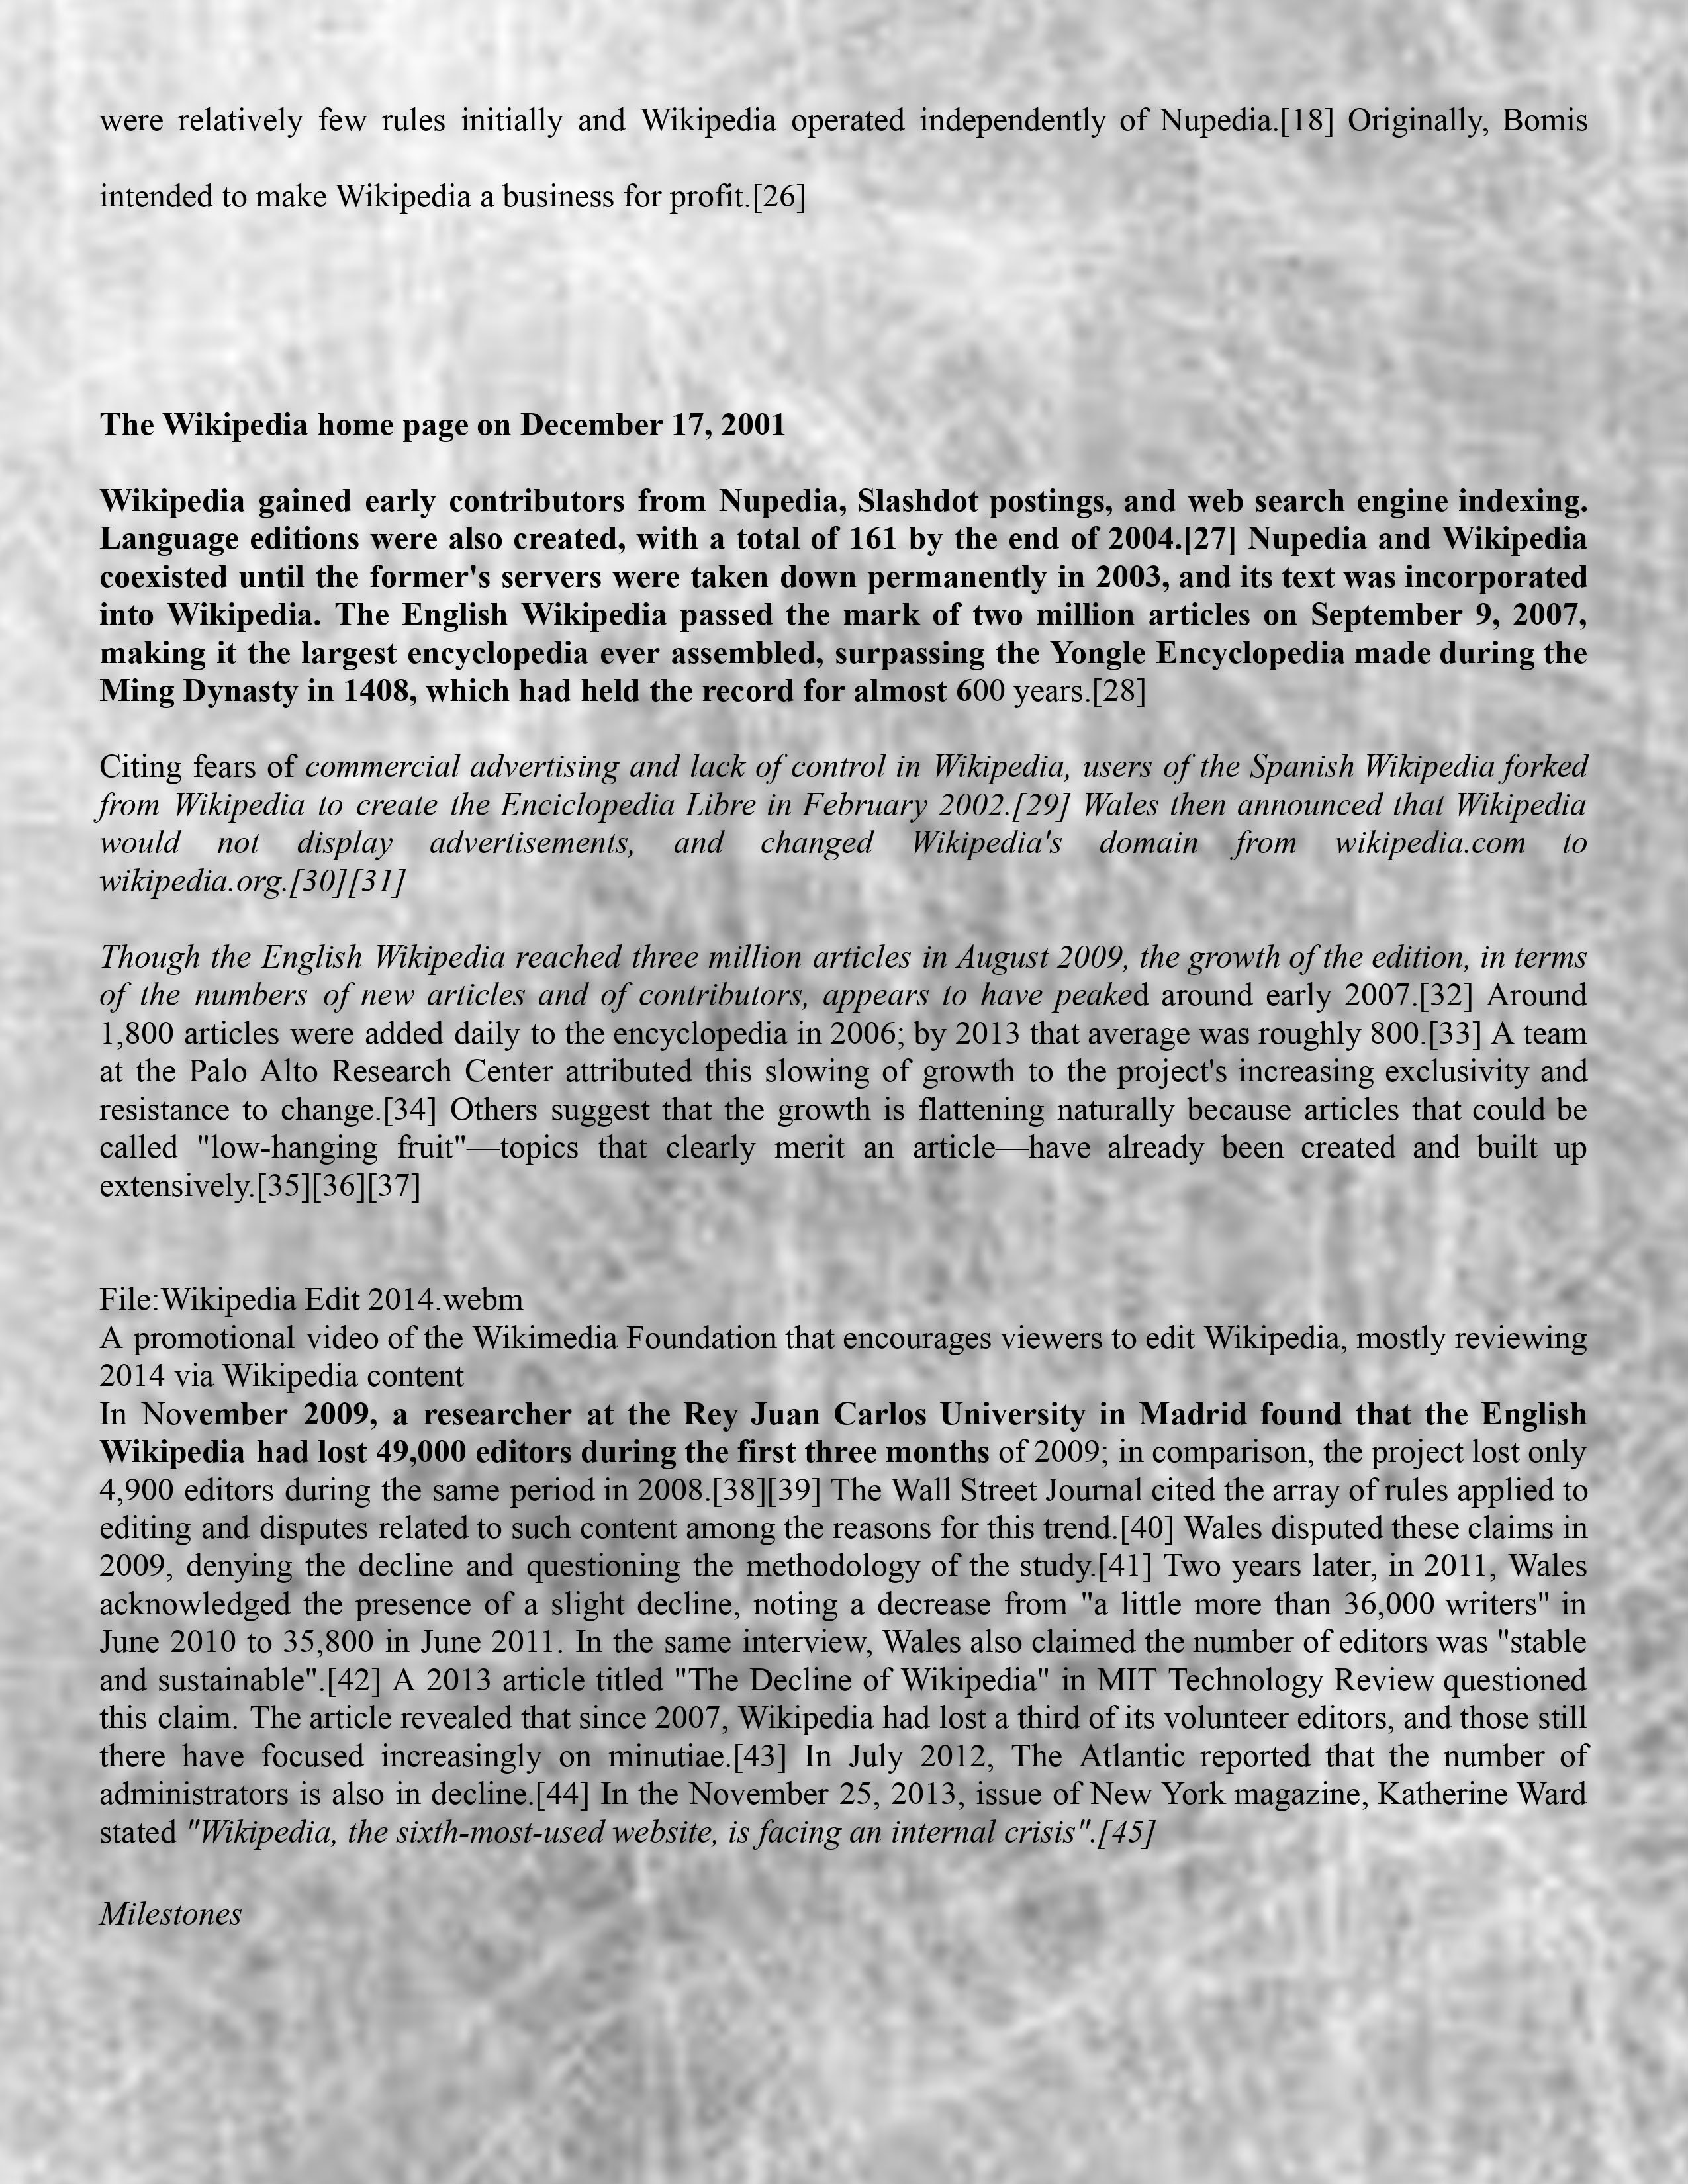 were relatively few rules initially and Wikipedia operated independently of Nupedia.[18] Originally, Bomis
intended to make Wikipedia a business for profit.[26]
The Wikipedia home page on December 17, 2001
Wikipedia gained early contributors from Nupedia, Slashdot postings, and web search engine indexing.
Language editions were also created, with a total of 161 by the end of 2004.[27] Nupedia and Wikipedia
coexisted until the former's servers were taken down permanently in 2003, and its text was incorporated
into Wikipedia. The English Wikipedia passed the mark of two million articles on September 9, 2007,
making it the largest encyclopedia ever assembled, surpassing the Yongle Encyclopedia made during the
Ming Dynasty in 1408, which had held the record for almost 600 years.[28]
Citing fears of commercial advertising and lack of control in Wikipedia, users of the Spanish Wikipedia forked
from Wikipedia to create the Enciclopedia Libre in February 2002.[29] Wales then announced that Wikipedia
would not display advertisements, and changed Wikipedia's domain from wikipedia.com to
wikipedia.org.[30][31]
Though the English Wikipedia reached three million articles in August 2009, the growth of the edition, in terms
of the numbers of new articles and of contributors, appears to have peaked around early 2007.[32] Around
1,800 articles were added daily to the encyclopedia in 2006; by 2013 that average was roughly 800.[33] A team
at the Palo Alto Research Center attributed this slowing of growth to the project's increasing exclusivity and
resistance to change.[34] Others suggest that the growth is flattening naturally because articles that could be
called "low-hanging fruit"—topics that clearly merit an article—have already been created and built up
extensively.[35][36][37]
File:Wikipedia Edit 2014.webm
A promotional video of the Wikimedia Foundation that encourages viewers to edit Wikipedia, mostly reviewing
2014 via Wikipedia content
In November 2009, a researcher at the Rey Juan Carlos University in Madrid found that the English
Wikipedia had lost 49,000 editors during the first three months of 2009; in comparison, the project lost only
4,900 editors during the same period in 2008.[38][39] The Wall Street Journal cited the array of rules applied to
editing and disputes related to such content among the reasons for this trend.[40] Wales disputed these claims in
2009, denying the decline and questioning the methodology of the study.[41] Two years later, in 2011, Wales
acknowledged the presence of a slight decline, noting a decrease from "a little more than 36,000 writers" in
June 2010 to 35,800 in June 2011. In the same interview, Wales also claimed the number of editors was "stable
and sustainable".[42] A 2013 article titled "The Decline of Wikipedia" in MIT Technology Review questioned
this claim. The article revealed that since 2007, Wikipedia had lost a third of its volunteer editors, and those still
there have focused increasingly on minutiae.[43] In July 2012, The Atlantic reported that the number of
administrators is also in decline.[44] In the November 25, 2013, issue of New York magazine, Katherine Ward
stated "Wikipedia, the sixth-most-used website, is facing an internal crisis".[45]
Milestones